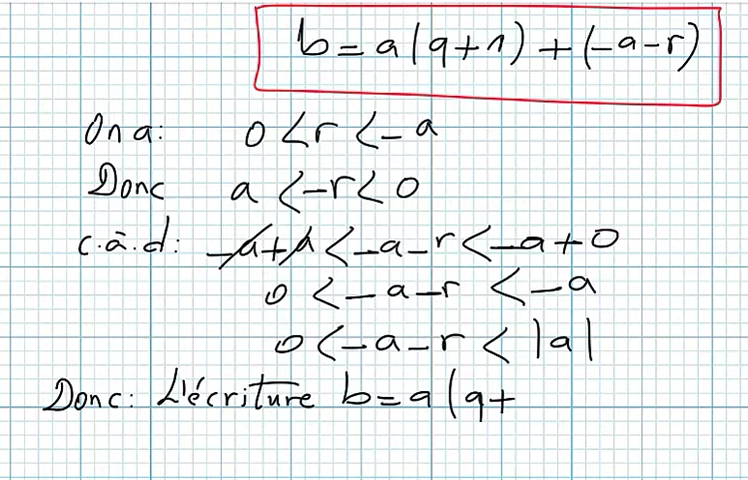 b = a(q+1) + (-a-r)
On a: 0 < r < -a
Donc a < -r < 0
c.à.d: -a+a < -a-r < -a+0
0 < -a-r < -a
0 < -a-r < |a|
Donc: L'écriture b = a(q+